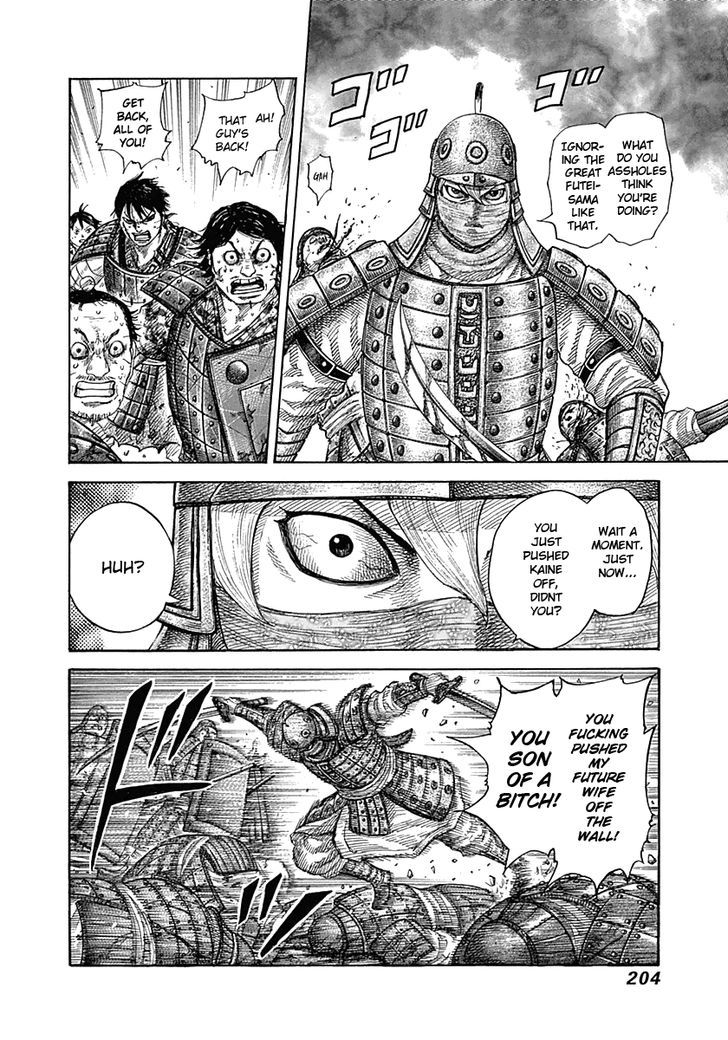 WHAT
DO YOU
ASSHOLES
THINK
YOU'RE
DOING?
IGNOR-
ING THE
GREAT
FUTEI-
SAMA
LIKE
THAT.
ゴゴ
GAH
AH!
THAT
GUY'S
BACK!
GET
BACK,
ALL OF
YOU!
WAIT A
MOMENT.
JUST
NOW...
YOU
JUST
PUSHED
KAINE
OFF,
DIDNT
YOU?
HUH?
YOU
FUCKING
PUSHED
MY
FUTURE
WIFE
OFF
THE
WALL!
YOU
SON
OF A
BITCH!
ドン
204